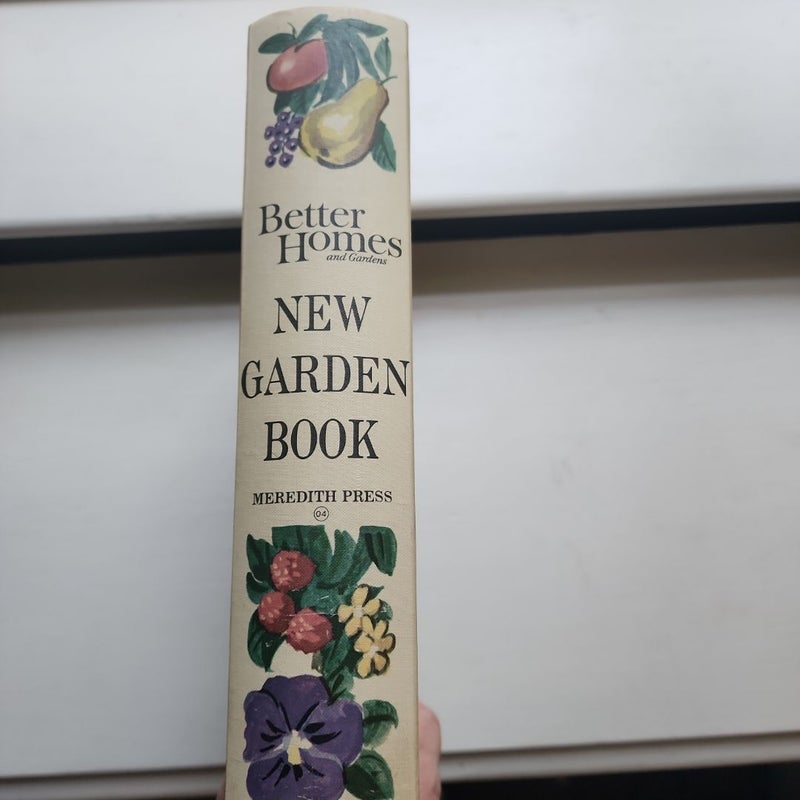 Better
Homes
and Gardens
NEW
GARDEN
BOOK
MEREDITH PRESS
04